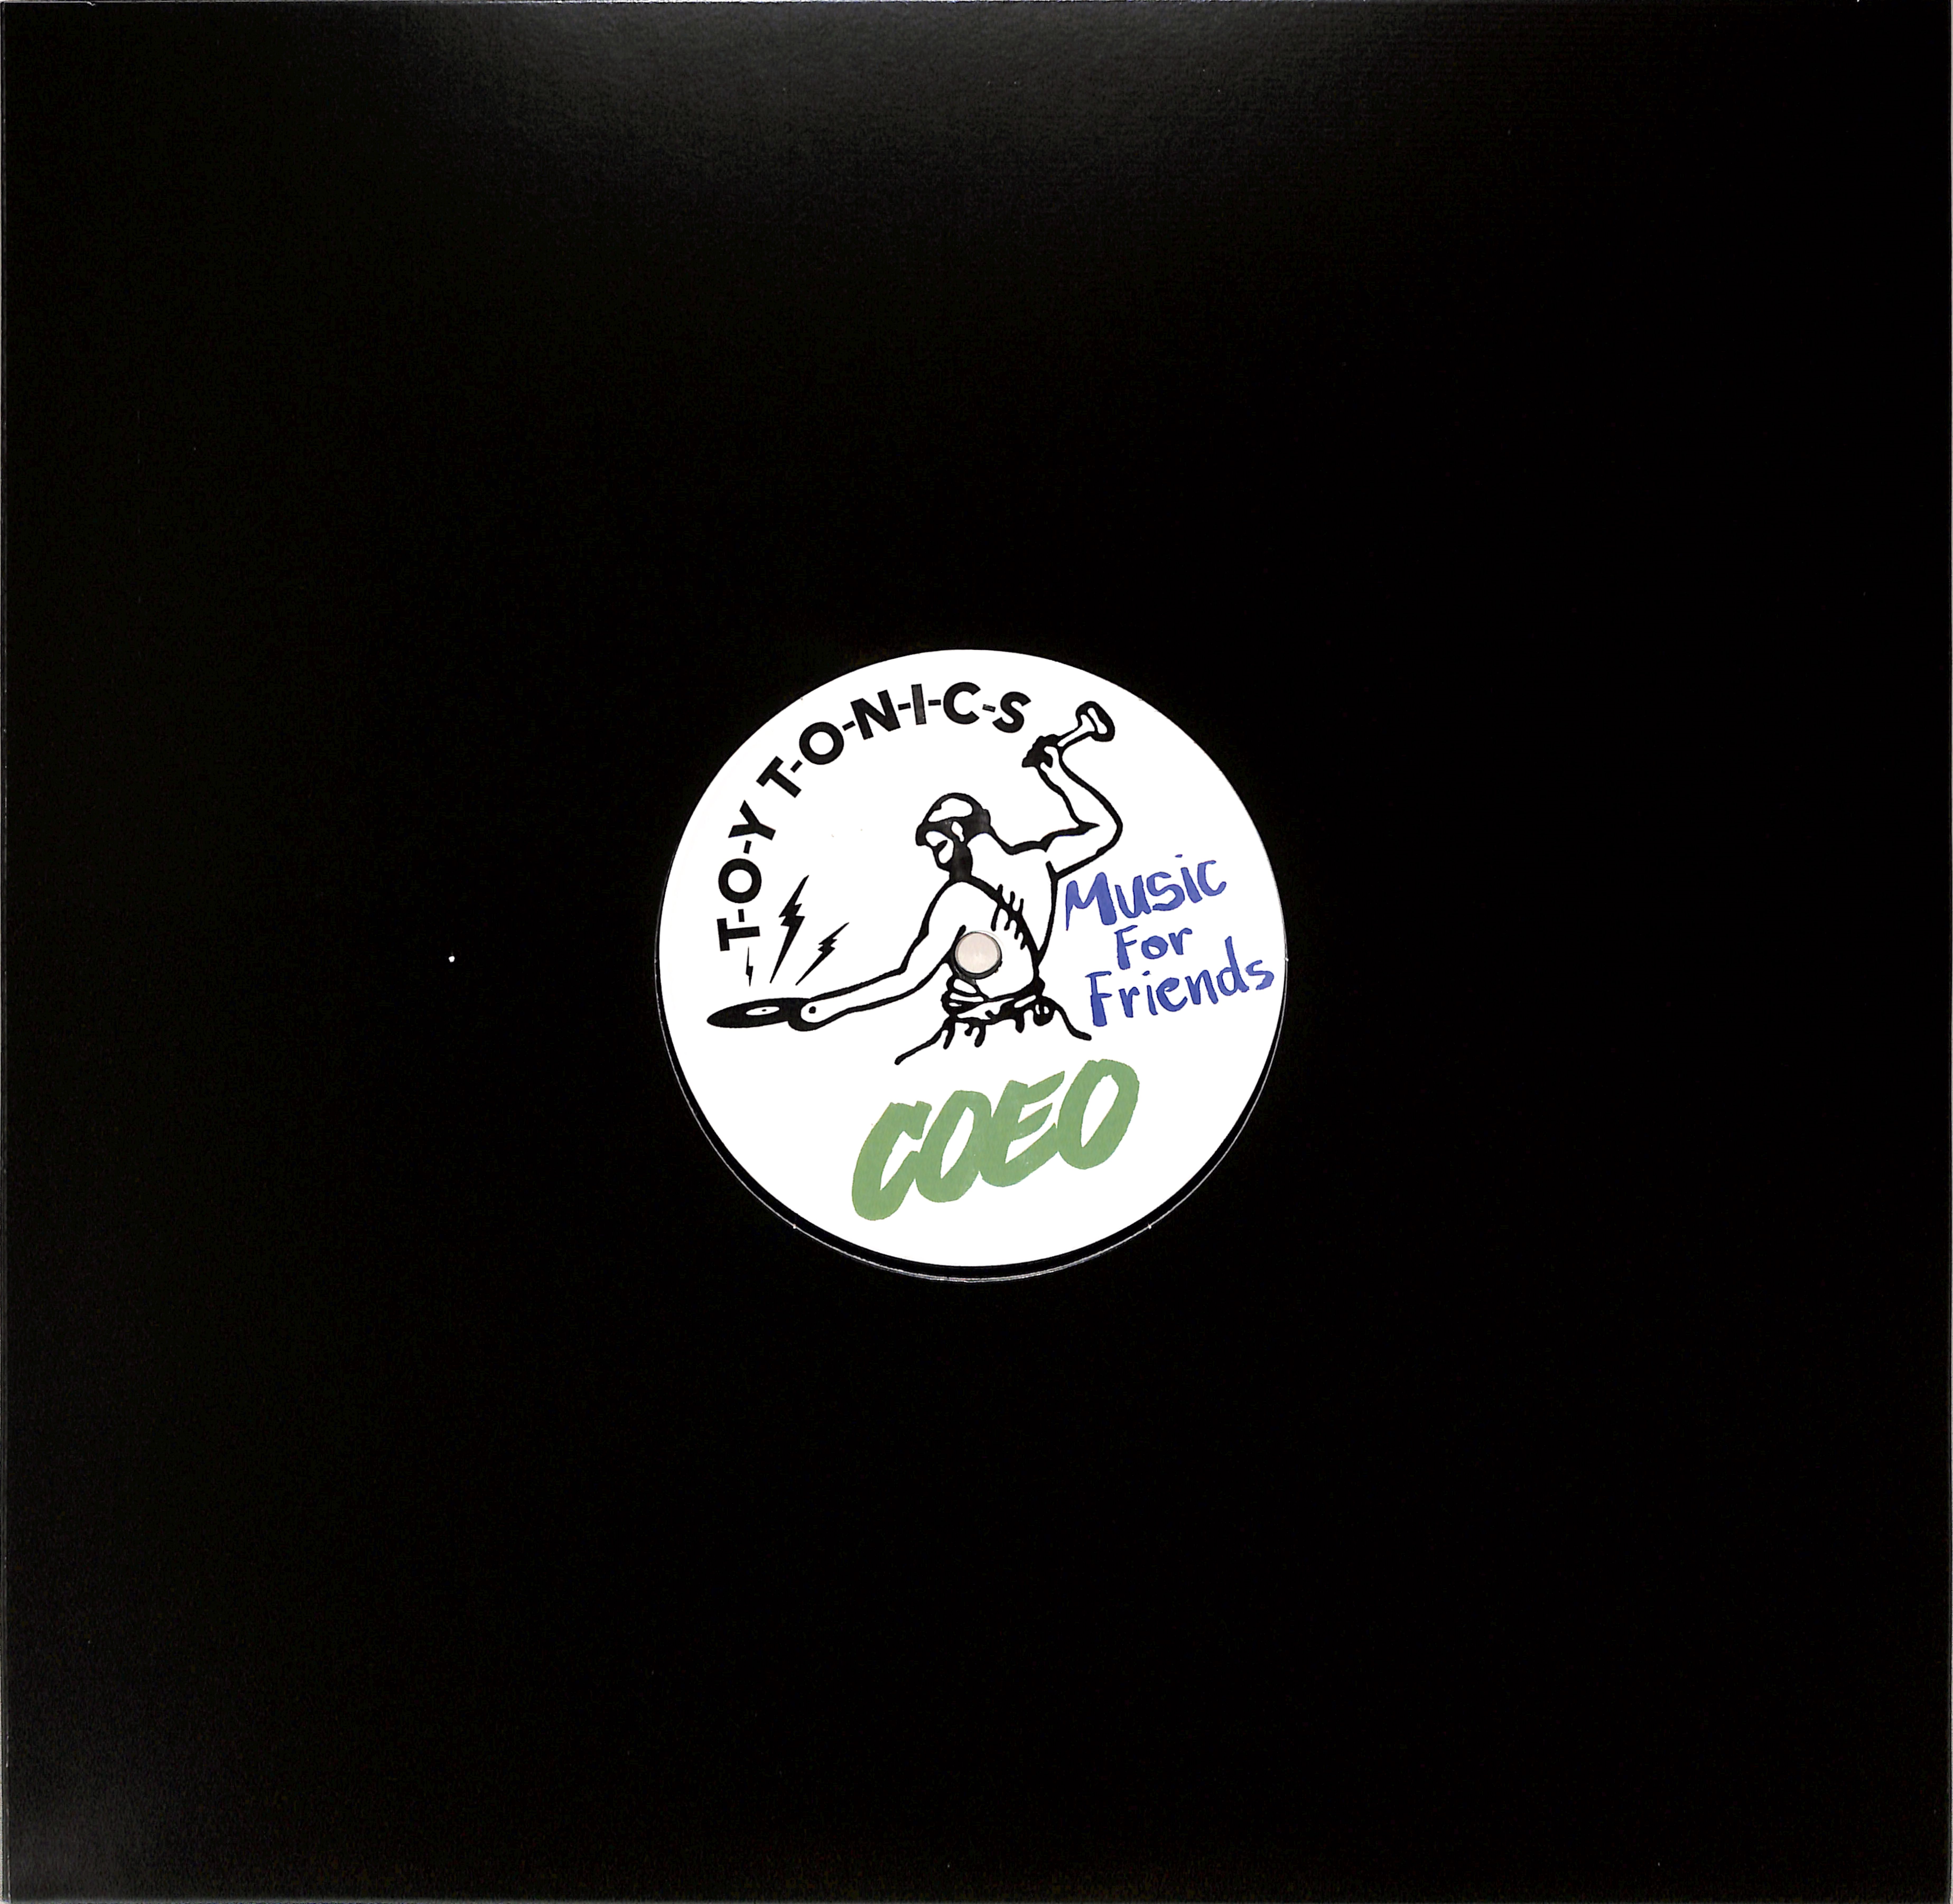 T-O-Y T-O-N-I-C-S
Music
For
Friends
COEO